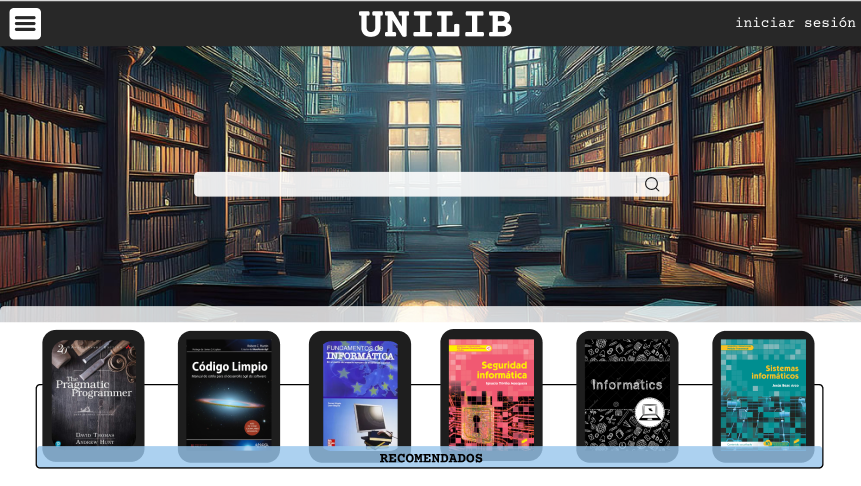 UNILIB
iniciar sesión
The
Pragmatic
Programmer
DAVID THOMAS
ANDREW HUNT
Código Limpio
FUNDAMENTOS de
INFORMÁTICA
Seguridad
informática
Informatics
Sistemas
informáticos
RECOMENDADOS